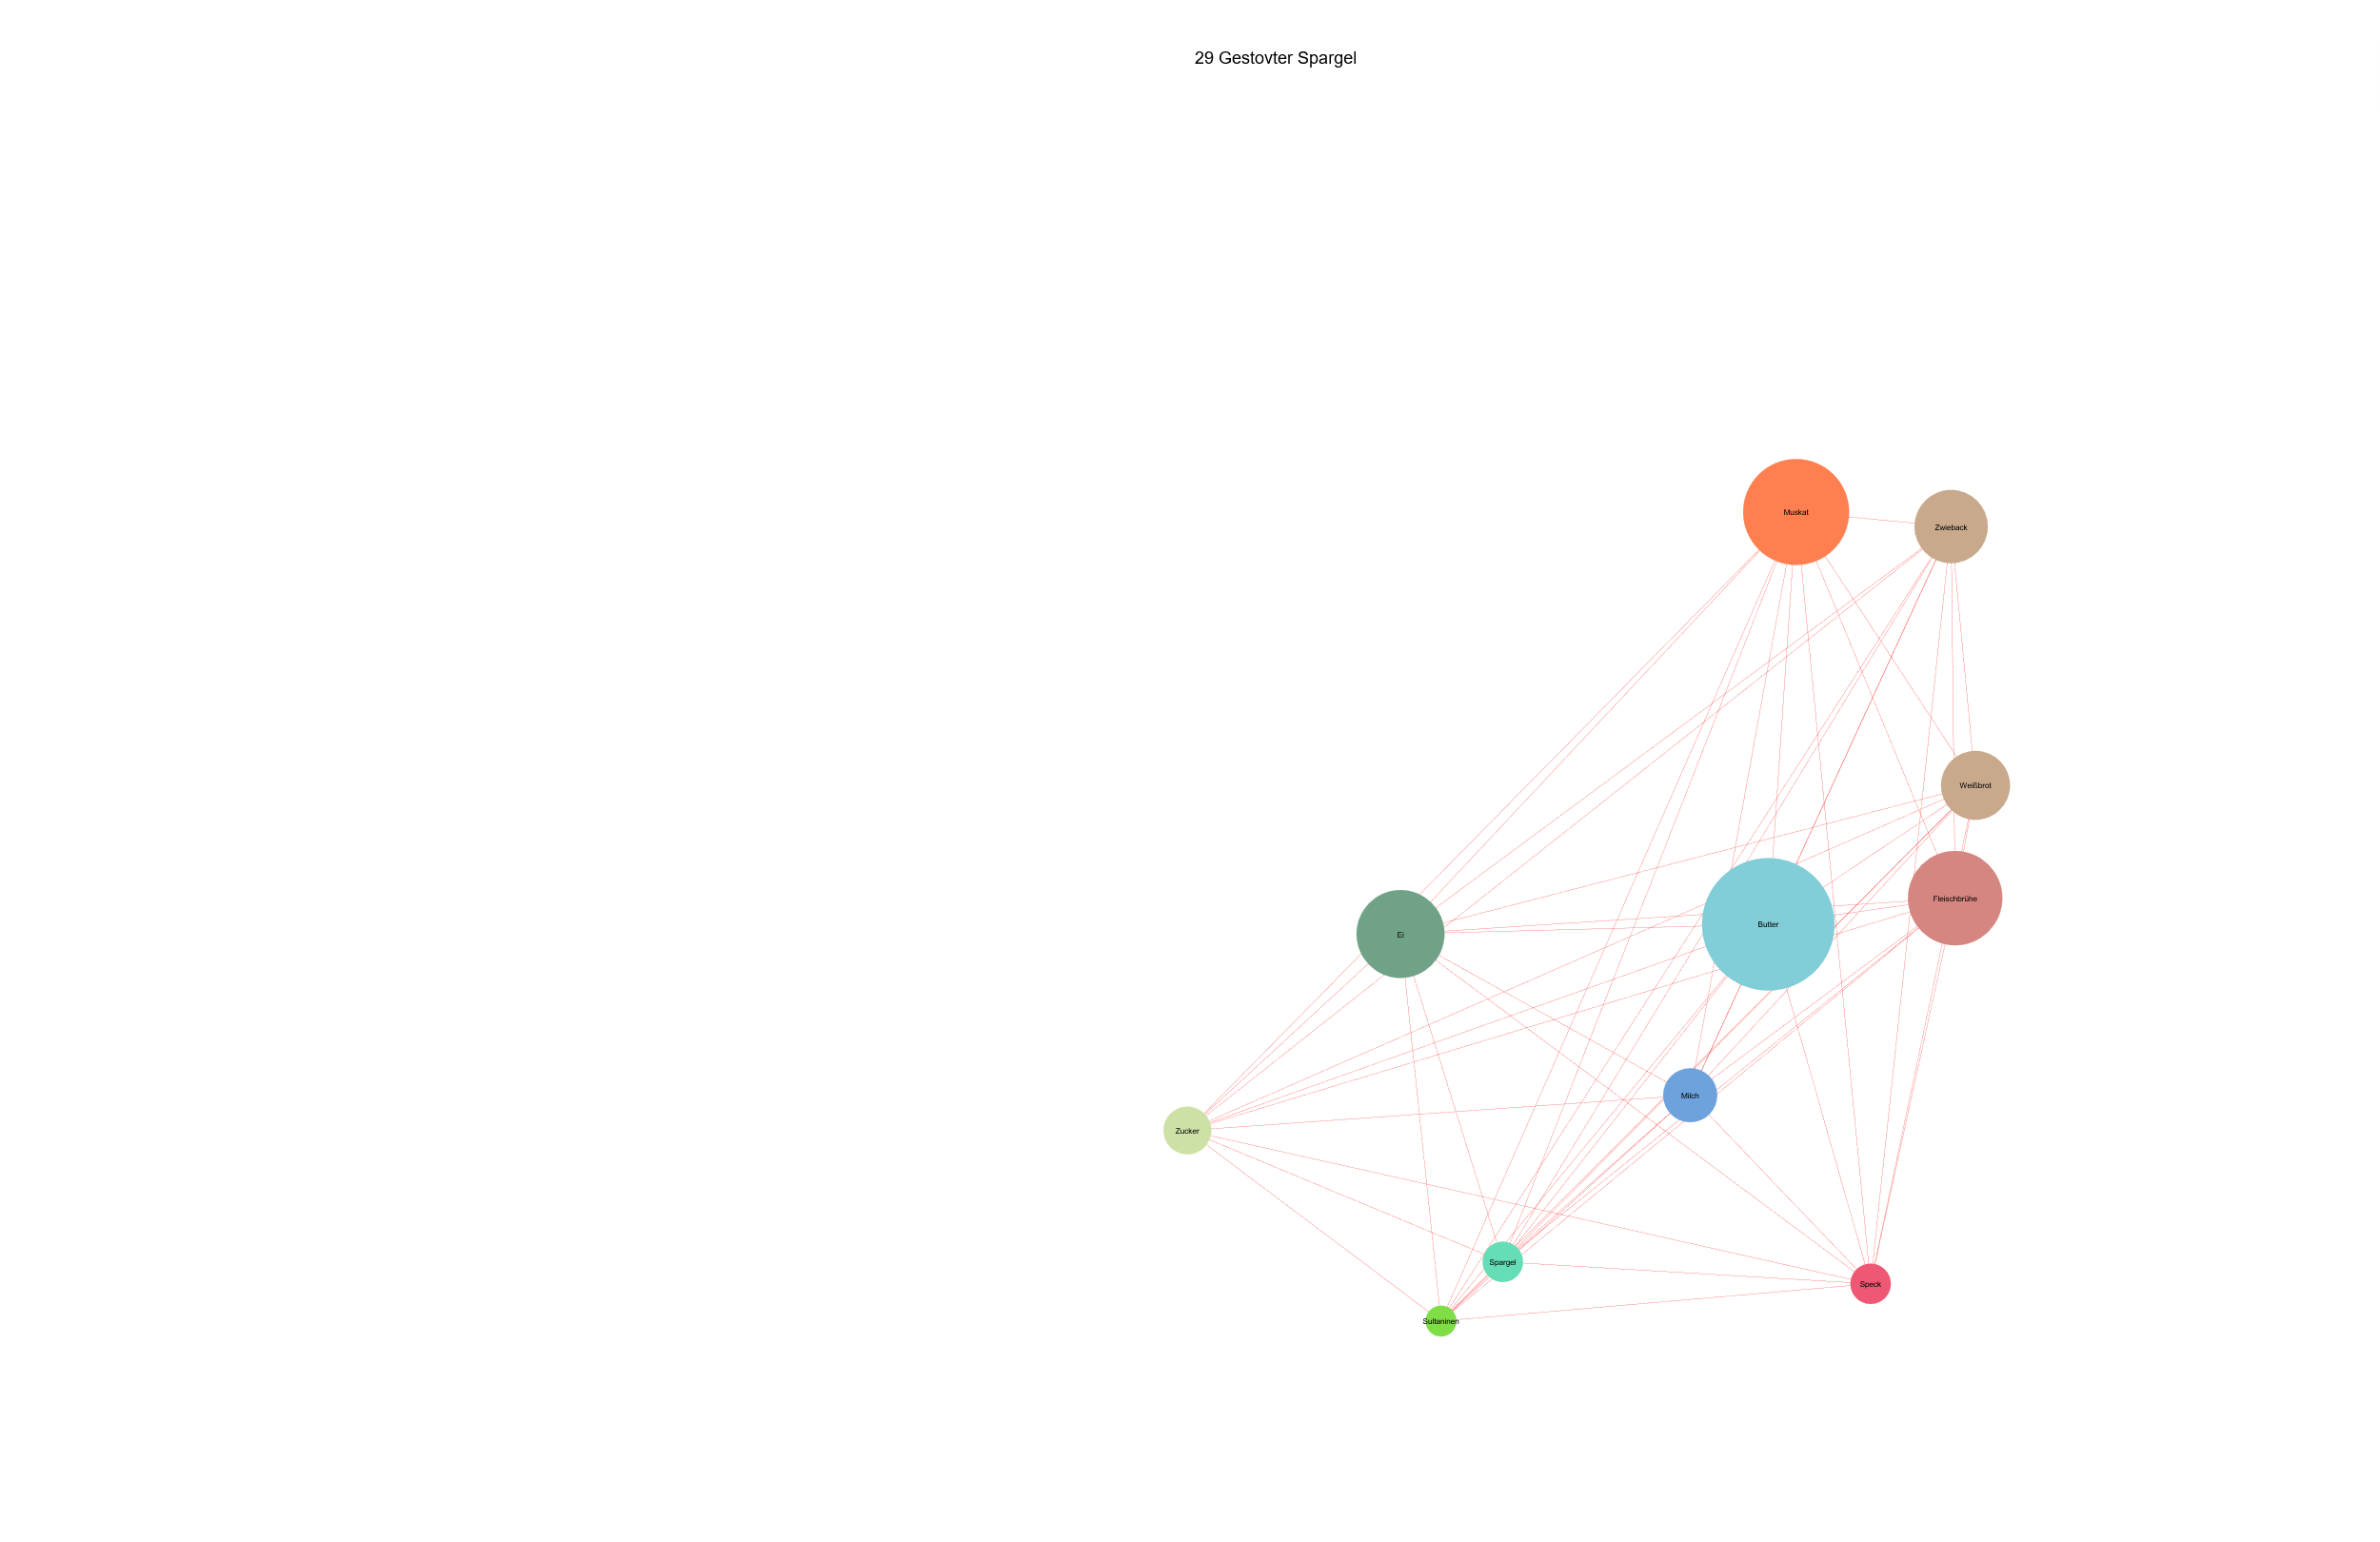 29 Gestovter Spargel
Muskat
Zwieback
Weißbrot
Fleischbrühe
Butter
Ei
Milch
Zucker
Spargel
Speck
Sultaninen